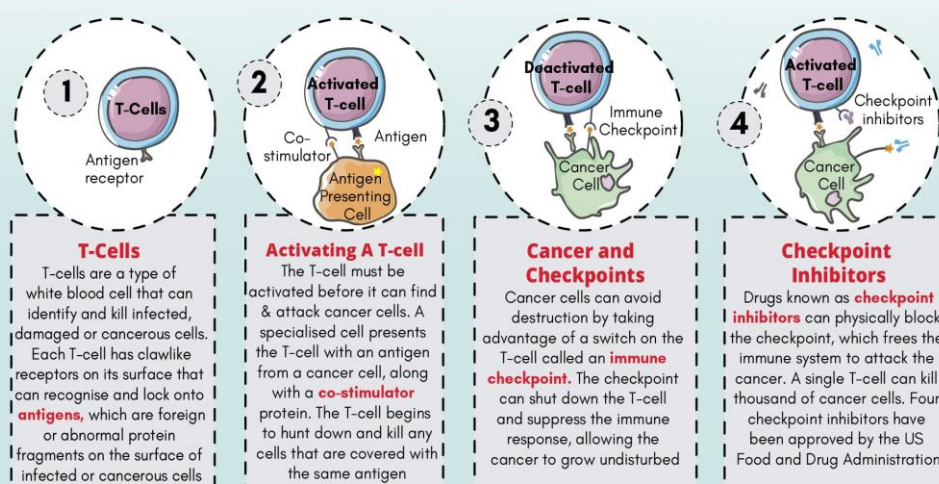 1
T-Cells
Antigen
receptor
T-Cells
T-cells are a type of
white blood cell that can
identify and kill infected,
damaged or cancerous cells.
Each T-cell has clawlike
receptors on its surface that
can recognise and lock onto
antigens, which are foreign
or abnormal protein
fragments on the surface of
infected or cancerous cells
2
Activated
T-cell
Co-
stimulator
Antigen
Antigen
Presenting
Cell
Activating A T-cell
The T-cell must be
activated before it can find
& attack cancer cells. A
specialised cell presents
the T-cell with an antigen
from a cancer cell, along
with a co-stimulator
protein. The T-cell begins
to hunt down and kill any
cells that are covered with
the same antigen
3
Deactivated
T-cell
Immune
Checkpoint
Cancer
Cell
Cancer and
Checkpoints
Cancer cells can avoid
destruction by taking
advantage of a switch on the
T-cell called an immune
checkpoint. The checkpoint
can shut down the T-cell
and suppress the immune
response, allowing the
cancer to grow undisturbed
4
Activated
T-cell
Checkpoint
inhibitors
Cancer
Cell
Checkpoint
Inhibitors
Drugs known as checkpoint
inhibitors can physically block
the checkpoint, which frees the
immune system to attack the
cancer. A single T-cell can kill
thousand of cancer cells. Four
checkpoint inhibitors have
been approved by the US
Food and Drug Administration